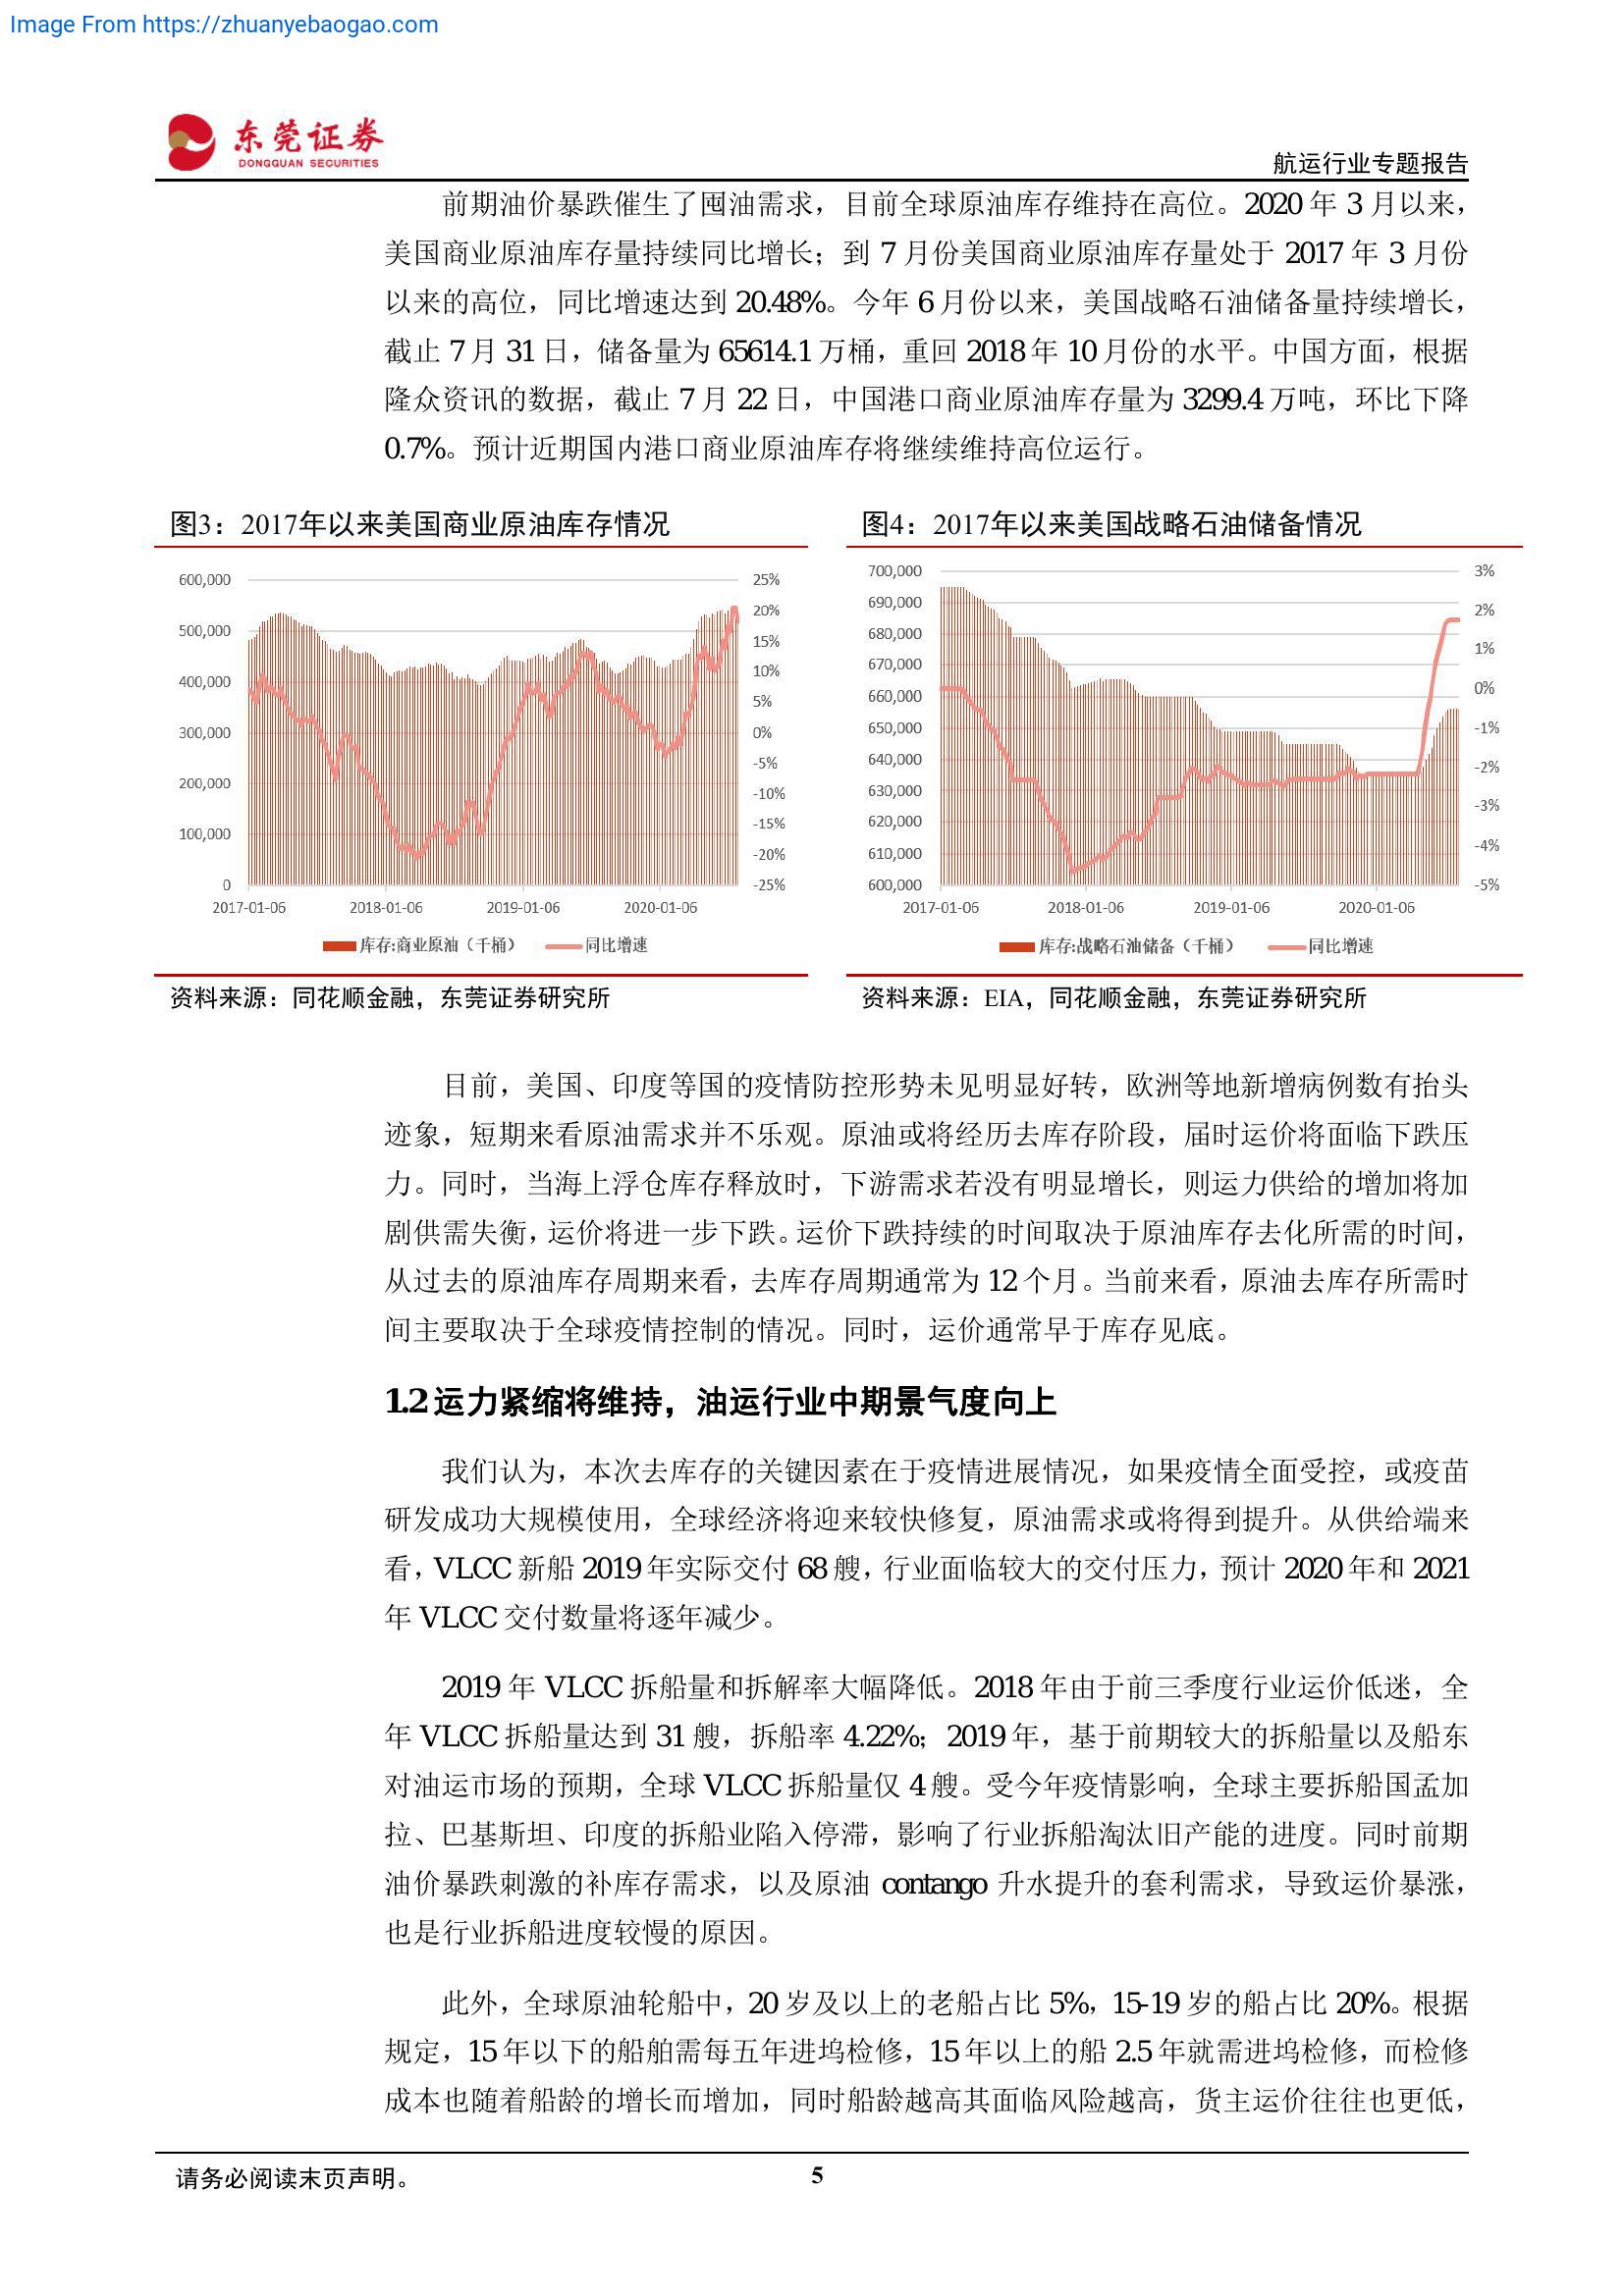 Image From https://zhuanyebaogao.com
东莞证券
DONGGUAN SECURITIES
航运行业专题报告
前期油价暴跌催生了囤油需求，目前全球原油库存维持在高位。2020 年 3 月以来，
美国商业原油库存量持续同比增长；到 7 月份美国商业原油库存量处于 2017 年 3 月份
以来的高位，同比增速达到 20.48%。今年 6 月份以来，美国战略石油储备量持续增长，
截止 7 月 31 日，储备量为 65614.1 万桶，重回 2018 年 10 月份的水平。中国方面，根据
隆众资讯的数据，截止 7 月 22 日，中国港口商业原油库存量为 3299.4 万吨，环比下降
0.7%。预计近期国内港口商业原油库存将继续维持高位运行。
图3：2017年以来美国商业原油库存情况
600,000
500,000
400,000
300,000
200,000
100,000
0
25%
20%
15%
10%
5%
0%
-5%
-10%
-15%
-20%
-25%
2017-01-06 2018-01-06 2019-01-06 2020-01-06
库存:商业原油（千桶） 同比增速
资料来源：同花顺金融，东莞证券研究所
图4：2017年以来美国战略石油储备情况
700,000
690,000
680,000
670,000
660,000
650,000
640,000
630,000
620,000
610,000
600,000
3%
2%
1%
0%
-1%
-2%
-3%
-4%
-5%
2017-01-06 2018-01-06 2019-01-06 2020-01-06
库存:战略石油储备（千桶） 同比增速
资料来源：EIA，同花顺金融，东莞证券研究所
目前，美国、印度等国的疫情防控形势未见明显好转，欧洲等地新增病例数有抬头
迹象，短期来看原油需求并不乐观。原油或将经历去库存阶段，届时运价将面临下跌压
力。同时，当海上浮仓库存释放时，下游需求若没有明显增长，则运力供给的增加将加
剧供需失衡，运价将进一步下跌。运价下跌持续的时间取决于原油库存去化所需的时间，
从过去的原油库存周期来看，去库存周期通常为 12 个月。当前来看，原油去库存所需时
间主要取决于全球疫情控制的情况。同时，运价通常早于库存见底。
1.2 运力紧缩将维持，油运行业中期景气度向上
我们认为，本次去库存的关键因素在于疫情进展情况，如果疫情全面受控，或疫苗
研发成功大规模使用，全球经济将迎来较快修复，原油需求或将得到提升。从供给端来
看，VLCC 新船 2019 年实际交付 68 艘，行业面临较大的交付压力，预计 2020 年和 2021
年 VLCC 交付数量将逐年减少。
2019 年 VLCC 拆船量和拆解率大幅降低。2018 年由于前三季度行业运价低迷，全
年 VLCC 拆船量达到 31 艘，拆船率 4.22%；2019 年，基于前期较大的拆船量以及船东
对油运市场的预期，全球 VLCC 拆船量仅 4 艘。受今年疫情影响，全球主要拆船国孟加
拉、巴基斯坦、印度的拆船业陷入停滞，影响了行业拆船淘汰旧产能的进度。同时前期
油价暴跌刺激的补库存需求，以及原油 contango 升水提升的套利需求，导致运价暴涨，
也是行业拆船进度较慢的原因。
此外，全球原油轮船中，20 岁及以上的老船占比 5%，15-19 岁的船占比 20%。根据
规定，15 年以下的船舶需每五年进坞检修，15 年以上的船 2.5 年就需进坞检修，而检修
成本也随着船龄的增长而增加，同时船龄越高其面临风险越高，货主运价往往也更低，
请务必阅读末页声明。
5